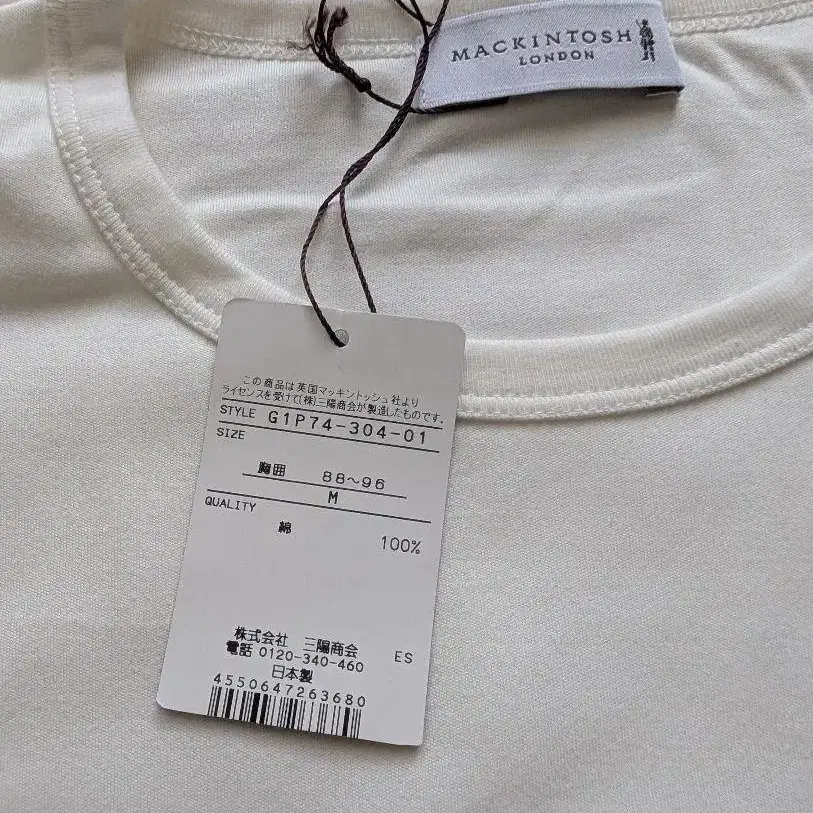 MACKINTOSH
LONDON
この商品は英国マッキントッシュ社より
ライセンスを受けて(株)三陽商会が製造したものです。
STYLE G1P74-304-01
SIZE
胸囲 88~96
M
QUALITY
綿 100%
株式会社 三陽商会
電話 0120-340-460 ES
日本製
4550647263680